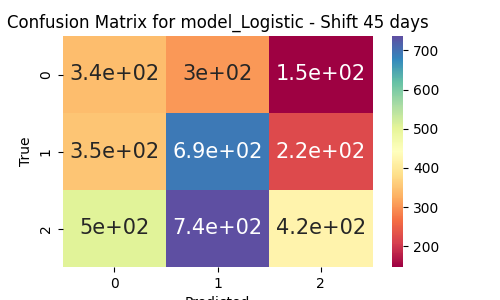 Confusion Matrix for model_Logistic - Shift 45 days
0 3.4e+02 3e+02 1.5e+02
1 3.5e+02 6.9e+02 2.2e+02
2 5e+02 7.4e+02 4.2e+02
True
0 1 2
Predicted
700
600
500
400
300
200